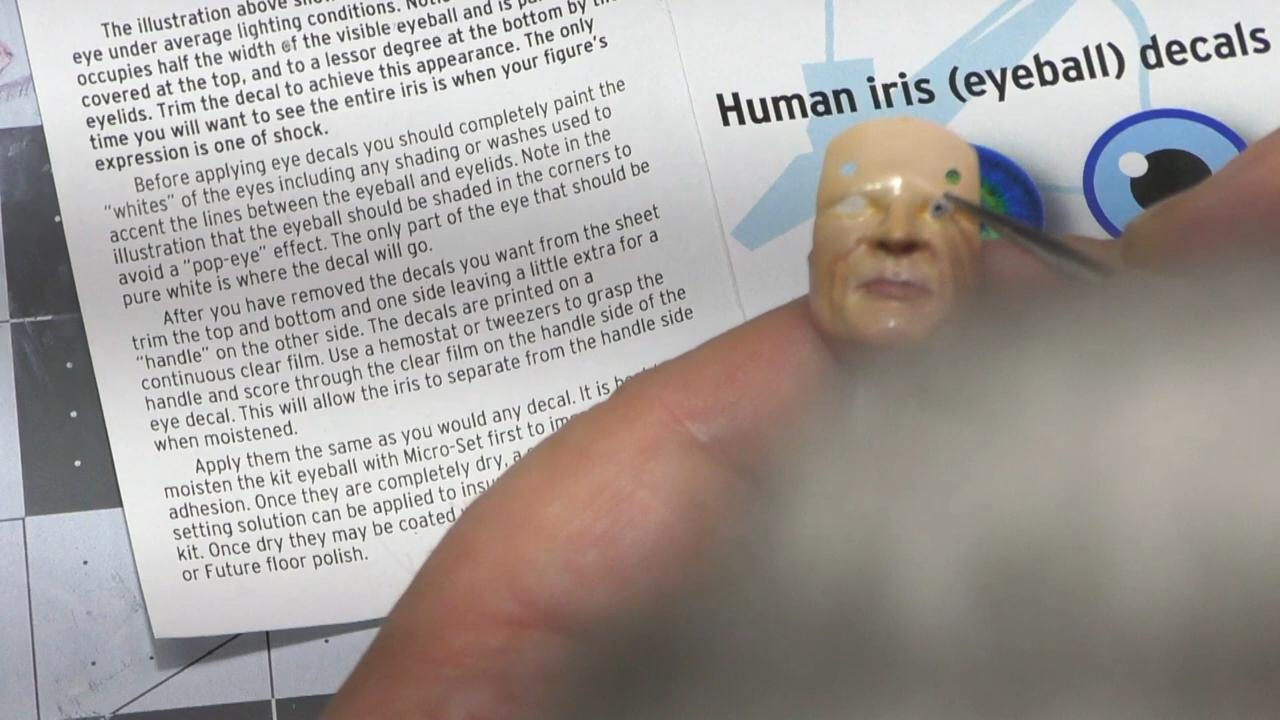 The illustration above
eye under average lighting conditions.
occupies half the width of the visible eyeball and is
covered at the top, and to a lessor degree at the bottom by
eyelids. Trim the decal to achieve this appearance. The only
time you will want to see the entire iris is when your figure's
expression is one of shock.
Before applying eye decals you should completely paint the
"whites" of the eyes including any shading or washes used to
accent the lines between the eyeball and eyelids. Note in the
illustration that the eyeball should be shaded in the corners to
avoid a "pop-eye" effect. The only part of the eye that should be
pure white is where the decal will go.
After you have removed the decals you want from the sheet
trim the top and bottom and one side leaving a little extra for a
"handle" on the other side. The decals are printed on a
continuous clear film. Use a hemostat or tweezers to grasp the
handle and score through the clear film on the handle side of the
eye decal. This will allow the iris to separate from the handle side
when moistened.
Apply them the same as you would any decal. It is
moisten the kit eyeball with Micro-Set first to
adhesion. Once they are completely dry, a
setting solution can be applied to
kit. Once dry they may be coated
or Future floor polish.
Human iris (eyeball) decals